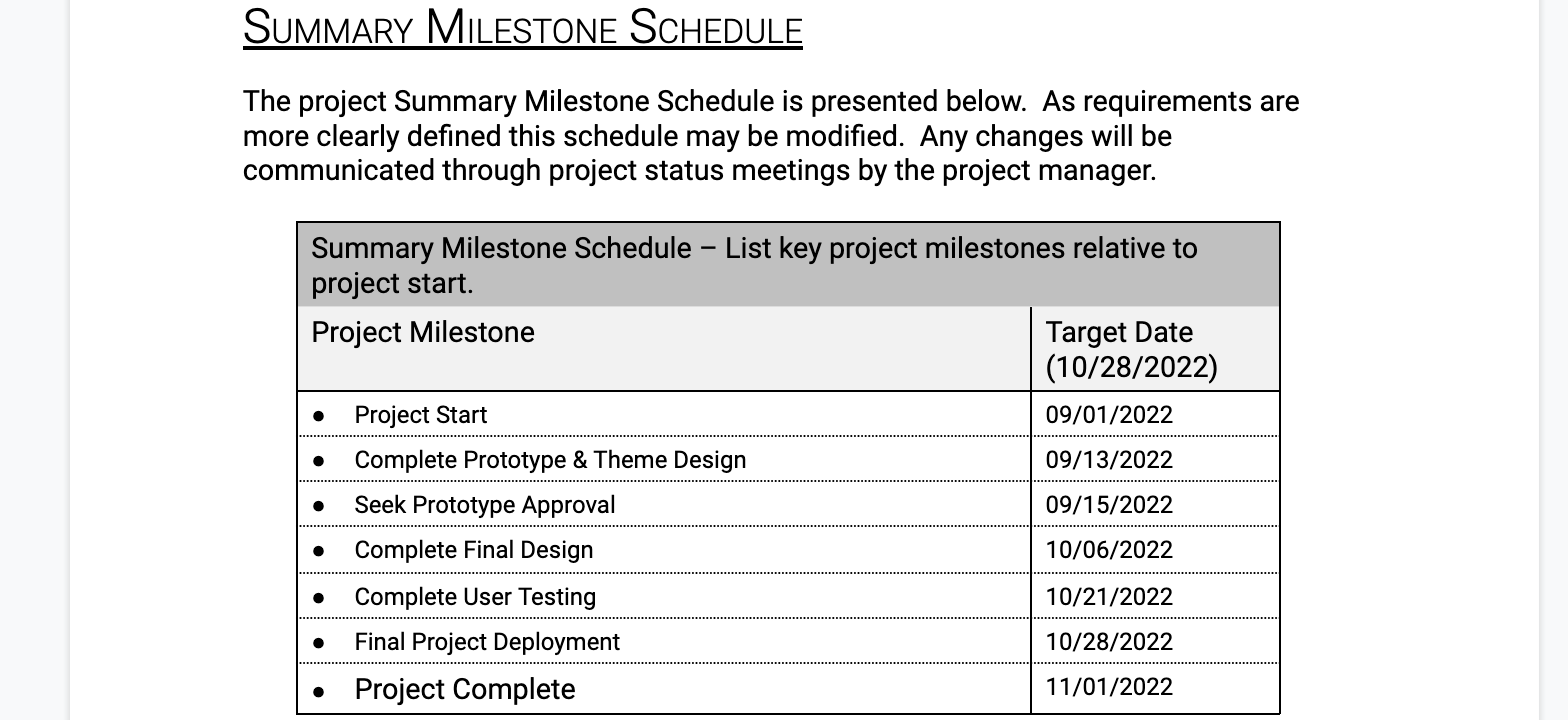 SUMMARY MILESTONE SCHEDULE
The project Summary Milestone Schedule is presented below.  As requirements are
more clearly defined this schedule may be modified.  Any changes will be
communicated through project status meetings by the project manager.
Summary Milestone Schedule – List key project milestones relative to
project start.
Project Milestone
Target Date
(10/28/2022)
● Project Start 09/01/2022
● Complete Prototype & Theme Design 09/13/2022
● Seek Prototype Approval 09/15/2022
● Complete Final Design 10/06/2022
● Complete User Testing 10/21/2022
● Final Project Deployment 10/28/2022
● Project Complete 11/01/2022